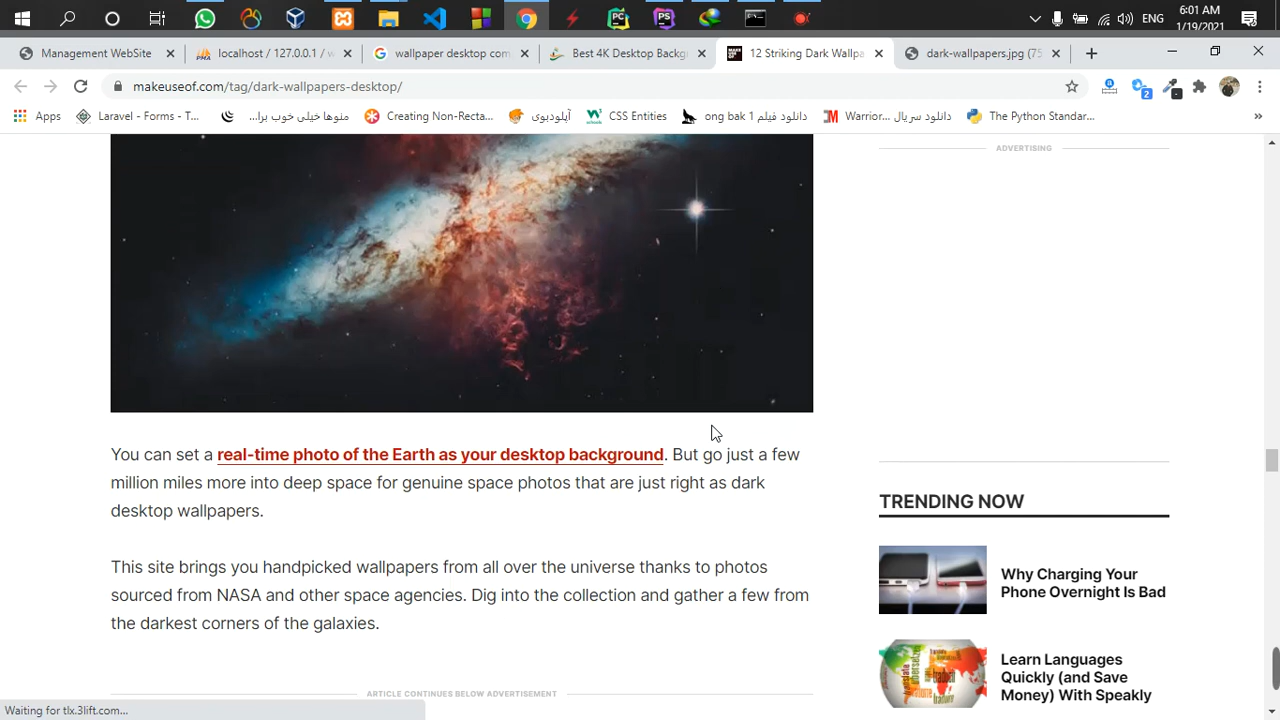 ENG
6:01 AM
1/19/2021
Management WebSite
localhost / 127.0.0.1 / w
wallpaper desktop com
Best 4K Desktop Backg
12 Striking Dark Wallpa
dark-wallpapers.jpg (75
makeuseof.com/tag/dark-wallpapers-desktop/
2
Apps
Laravel - Forms - T...
منوها خیلی خوب برا...
Creating Non-Recta...
آپلودبوی
CSS Entities
دانلود فیلم ong bak 1
دانلود سریال Warrior...
The Python Standar...
ADVERTISING
You can set a real-time photo of the Earth as your desktop background. But go just a few
million miles more into deep space for genuine space photos that are just right as dark
desktop wallpapers.
This site brings you handpicked wallpapers from all over the universe thanks to photos
sourced from NASA and other space agencies. Dig into the collection and gather a few from
the darkest corners of the galaxies.
ARTICLE CONTINUES BELOW ADVERTISEMENT
TRENDING NOW
Why Charging Your
Phone Overnight Is Bad
Learn Languages
Quickly (and Save
Money) With Speakly
Waiting for tlx.3lift.com...